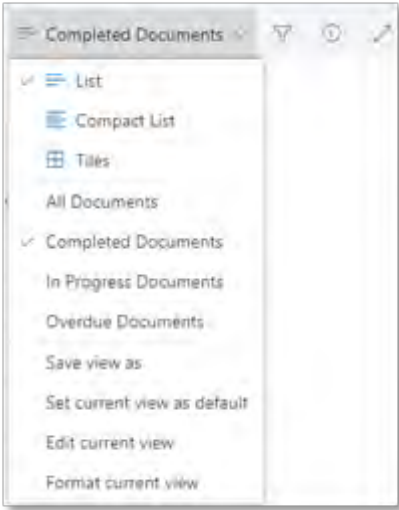 Completed Documents
List
Compact List
Tiles
All Documents
Completed Documents
In Progress Documents
Overdue Documents
Save view as
Set current view as default
Edit current view
Format current view